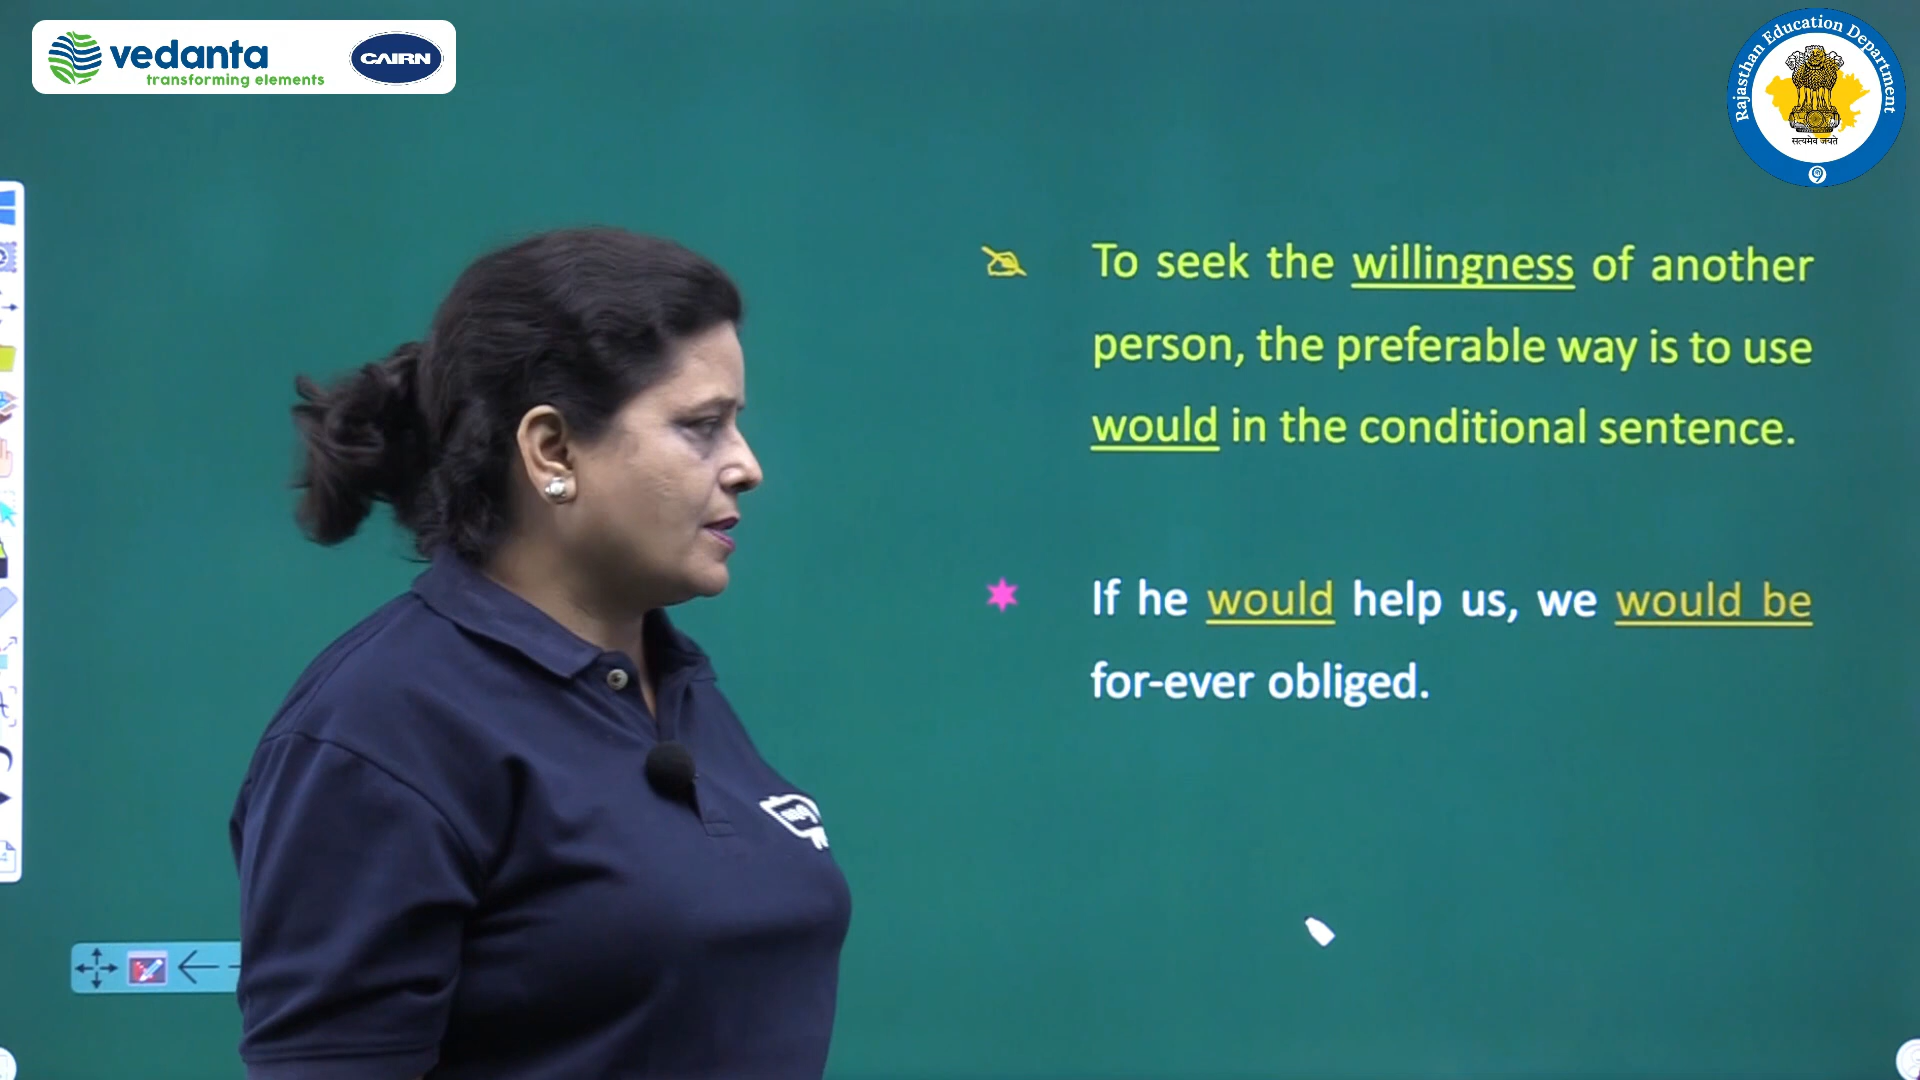 vedanta
transforming elements
CAIRN
Rajasthan Education Department
सत्यमेव जयते
To seek the willingness of another
person, the preferable way is to use
would in the conditional sentence.
If he would help us, we would be
for-ever obliged.